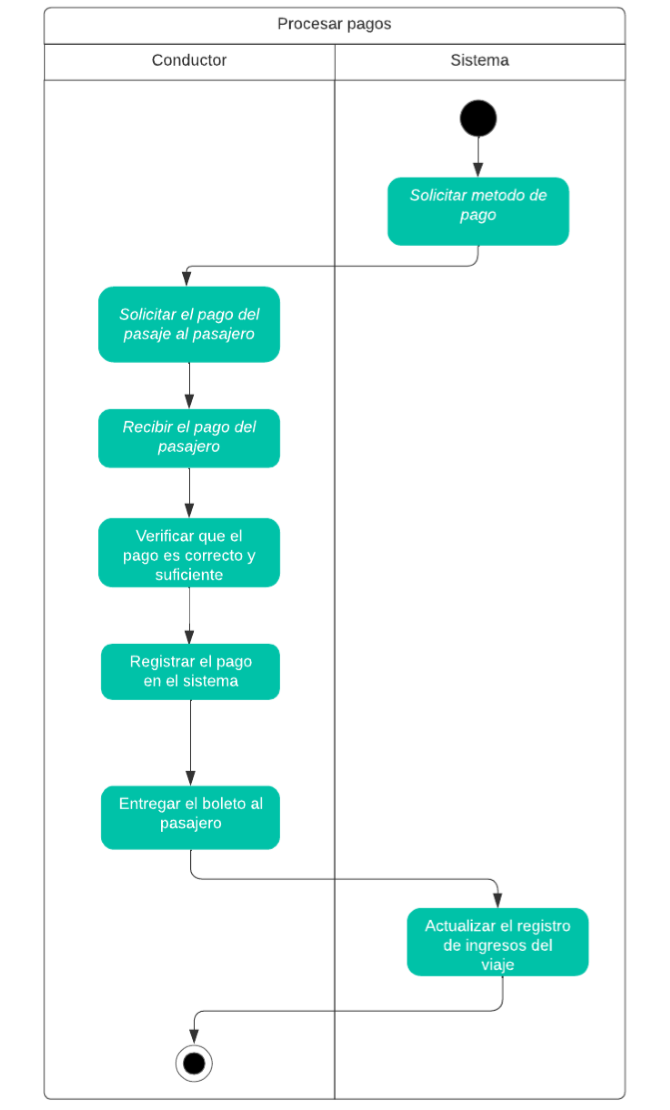 Procesar pagos
Conductor
Sistema
Solicitar metodo de
pago
Solicitar el pago del
pasaje al pasajero
Recibir el pago del
pasajero
Verificar que el
pago es correcto y
suficiente
Registrar el pago
en el sistema
Entregar el boleto al
pasajero
Actualizar el registro
de ingresos del
viaje